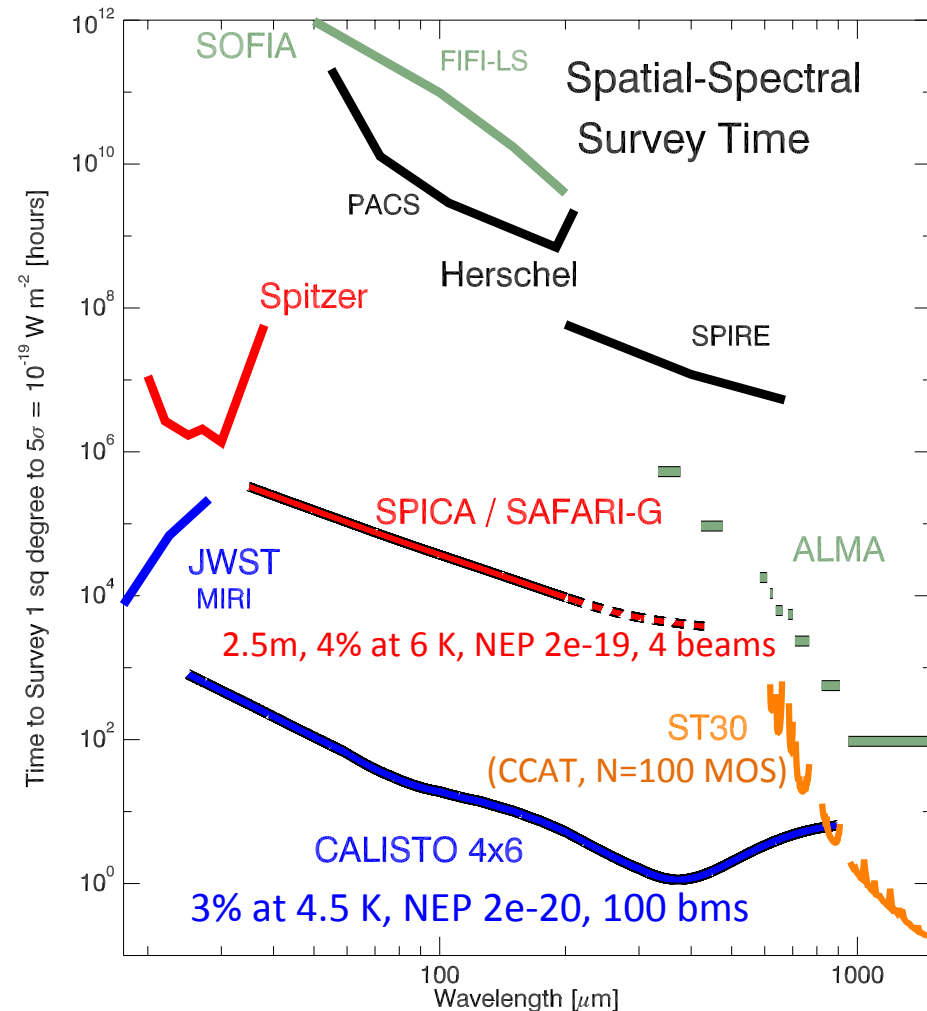 10^12
SOFIA
FIFI-LS
Spatial-Spectral
Survey Time
10^10
PACS
Herschel
10^8
Spitzer
SPIRE
10^6
SPICA / SAFARI-G
ALMA
JWST
MIRI
10^4
2.5m, 4% at 6 K, NEP 2e-19, 4 beams
ST30
10^2
(CCAT, N=100 MOS)
CALISTO 4x6
10^0
3% at 4.5 K, NEP 2e-20, 100 bms
100
1000
Wavelength [μm]
Time to Survey 1 sq degree to 5σ = 10^-19 W m^-2 [hours]